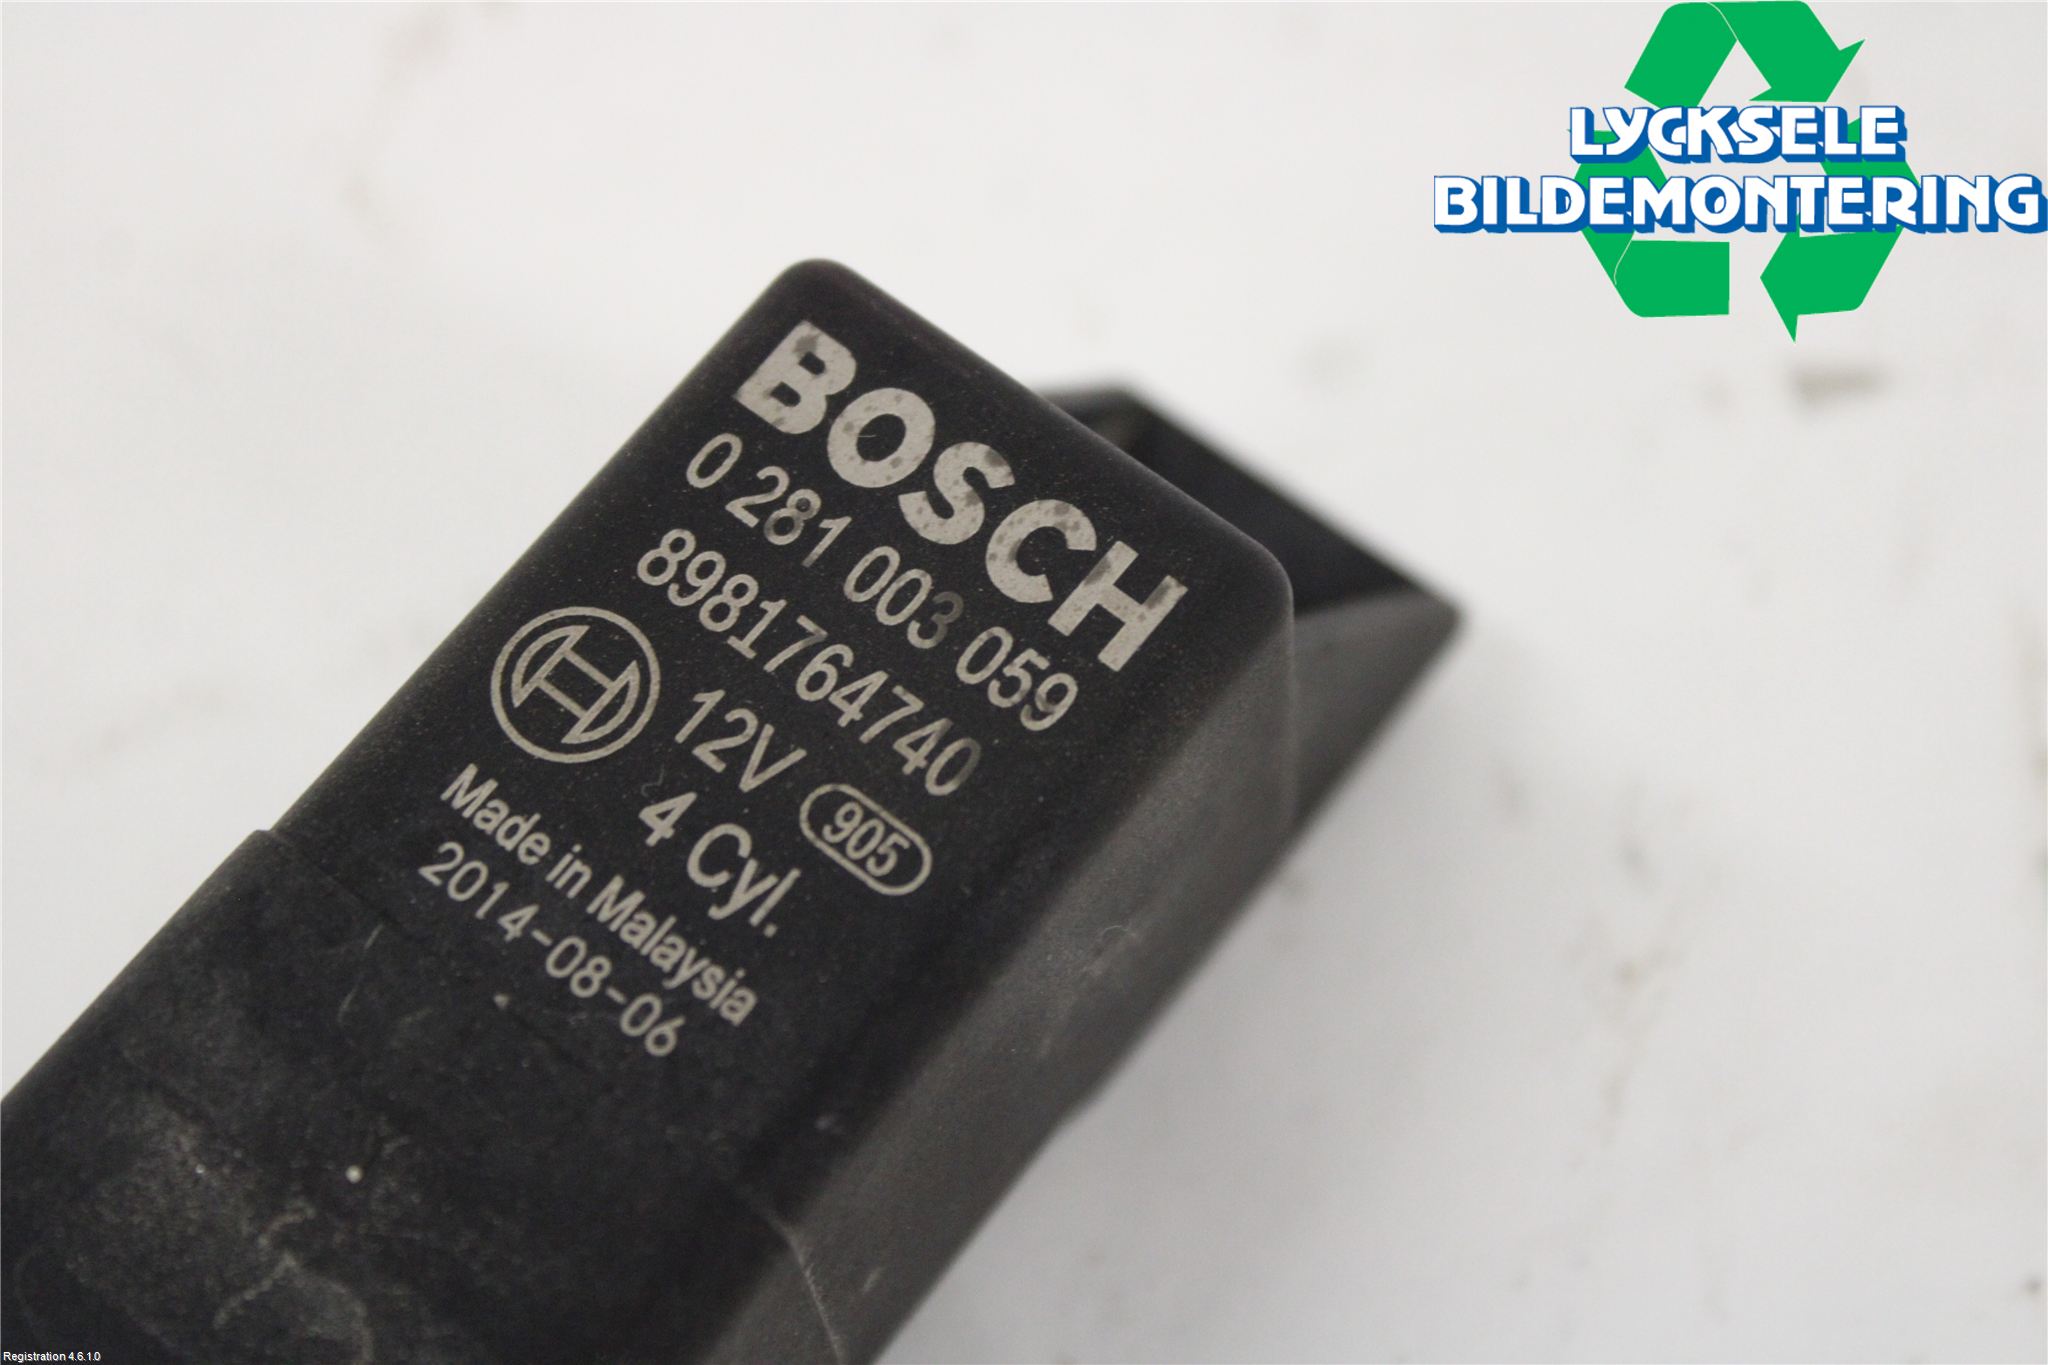 LYCKSELE
BILDEMONTERING
BOSCH
0 281 003 059
8981764740
12V 905
4 Cyl.
Made in Malaysia
2014-08-06
Registration 4.6.1.0